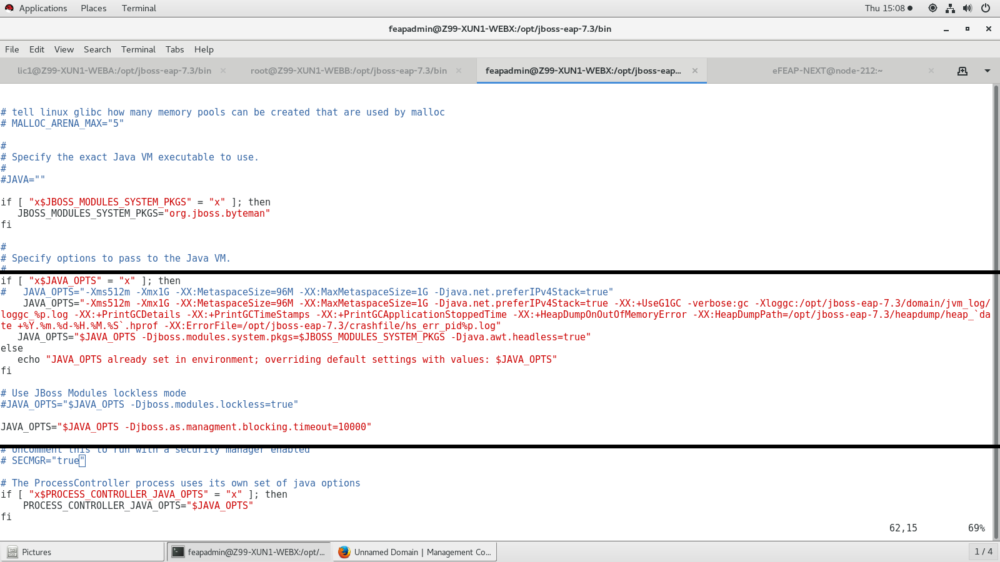 Applications Places Terminal Thu 15:08
feapadmin@Z99-XUN1-WEBX:/opt/jboss-eap-7.3/bin
File Edit View Search Terminal Tabs Help
lic1@Z99-XUN1-WEBA:/opt/jboss-eap-7.3/bin root@Z99-XUN1-WEBB:/opt/jboss-eap-7.3/bin feapadmin@Z99-XUN1-WEBX:/opt/jboss-eap... eFEAP-NEXT@node-212:~
# tell linux glibc how many memory pools can be created that are used by malloc
# MALLOC_ARENA_MAX="5"
#
# Specify the exact Java VM executable to use.
#
#JAVA=""
if [ "x$JBOSS_MODULES_SYSTEM_PKGS" = "x" ]; then
   JBOSS_MODULES_SYSTEM_PKGS="org.jboss.byteman"
fi
#
# Specify options to pass to the Java VM.
#
if [ "x$JAVA_OPTS" = "x" ]; then
#   JAVA_OPTS="-Xms512m -Xmx1G -XX:MetaspaceSize=96M -XX:MaxMetaspaceSize=1G -Djava.net.preferIPv4Stack=true"
    JAVA_OPTS="-Xms512m -Xmx1G -XX:MetaspaceSize=96M -XX:MaxMetaspaceSize=1G -Djava.net.preferIPv4Stack=true -XX:+UseG1GC -verbose:gc -Xloggc:/opt/jboss-eap-7.3/domain/jvm_log/
loggc_%p.log -XX:+PrintGCDetails -XX:+PrintGCTimeStamps -XX:+PrintGCApplicationStoppedTime -XX:+HeapDumpOnOutOfMemoryError -XX:HeapDumpPath=/opt/jboss-eap-7.3/heapdump/heap_`da
te +%Y.%m.%d-%H.%M.%S`.hprof -XX:ErrorFile=/opt/jboss-eap-7.3/crashfile/hs_err_pid%p.log"
   JAVA_OPTS="$JAVA_OPTS -Djboss.modules.system.pkgs=$JBOSS_MODULES_SYSTEM_PKGS -Djava.awt.headless=true"
else
   echo "JAVA_OPTS already set in environment; overriding default settings with values: $JAVA_OPTS"
fi
# Use JBoss Modules lockless mode
#JAVA_OPTS="$JAVA_OPTS -Djboss.modules.lockless=true"
JAVA_OPTS="$JAVA_OPTS -Djboss.as.managment.blocking.timeout=10000"
# Uncomment this to run with a security manager enabled
# SECMGR="true"
# The ProcessController process uses its own set of java options
if [ "x$PROCESS_CONTROLLER_JAVA_OPTS" = "x" ]; then
    PROCESS_CONTROLLER_JAVA_OPTS="$JAVA_OPTS"
fi
62,15 69%
Pictures feapadmin@Z99-XUN1-WEBX:/opt/... Unnamed Domain | Management Co... 1 / 4